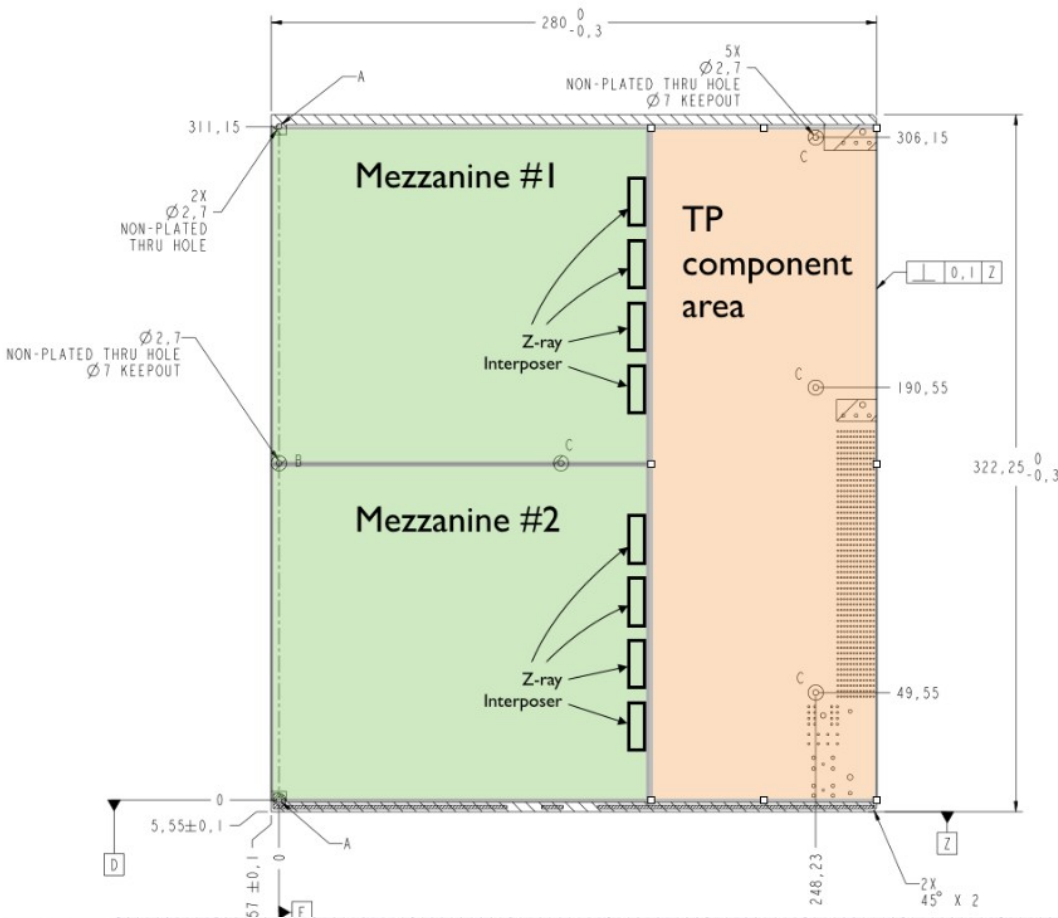 280 0 -0,3
5X
Ø2,7
NON-PLATED THRU HOLE
Ø7 KEEPOUT
A
311,15
306,15
C
2X
Ø2,7
NON-PLATED
THRU HOLE
Mezzanine #1
TP
component
area
⊥ 0,1 Z
Z-ray
Interposer
Ø2,7
NON-PLATED THRU HOLE
Ø7 KEEPOUT
C
190,55
B
C
322,25 0 -0,3
Mezzanine #2
Z-ray
Interposer
C
49,55
0
5,55±0,1
A
D
Z
57 ±0,1
0
248,23
2X
45° X 2